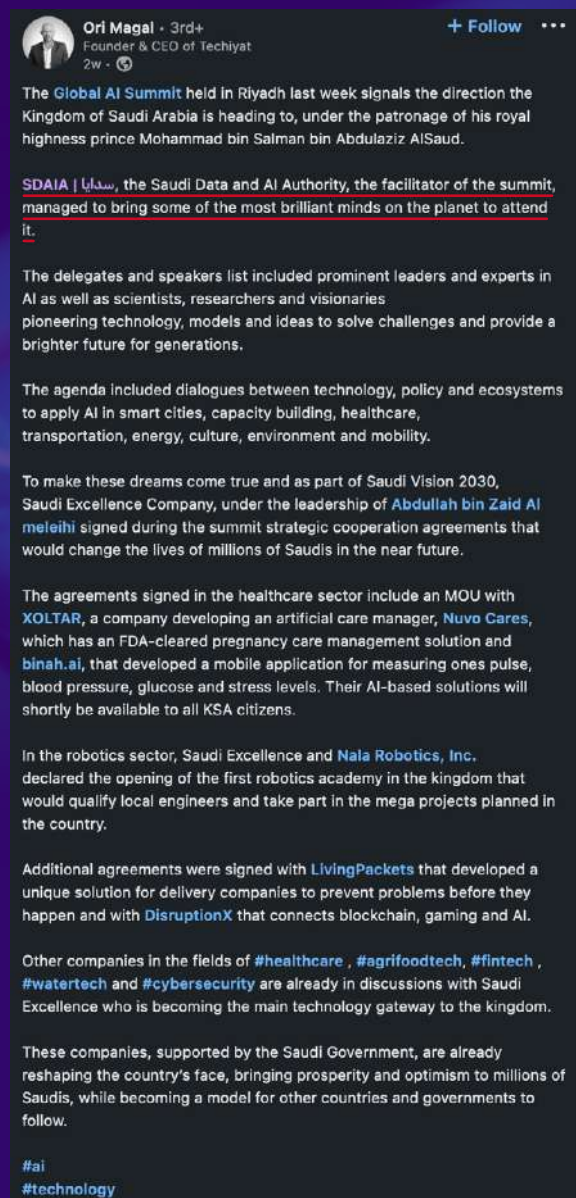 Ori Magal • 3rd+
+ Follow •••
Founder & CEO of Techiyat
2w •
The Global AI Summit held in Riyadh last week signals the direction the
Kingdom of Saudi Arabia is heading to, under the patronage of his royal
highness prince Mohammad bin Salman bin Abdulaziz AlSaud.
SDAIA | سدايا, the Saudi Data and AI Authority, the facilitator of the summit,
managed to bring some of the most brilliant minds on the planet to attend
it.
The delegates and speakers list included prominent leaders and experts in
AI as well as scientists, researchers and visionaries
pioneering technology, models and ideas to solve challenges and provide a
brighter future for generations.
The agenda included dialogues between technology, policy and ecosystems
to apply AI in smart cities, capacity building, healthcare,
transportation, energy, culture, environment and mobility.
To make these dreams come true and as part of Saudi Vision 2030,
Saudi Excellence Company, under the leadership of Abdullah bin Zaid Al
meleihi signed during the summit strategic cooperation agreements that
would change the lives of millions of Saudis in the near future.
The agreements signed in the healthcare sector include an MOU with
XOLTAR, a company developing an artificial care manager, Nuvo Cares,
which has an FDA-cleared pregnancy care management solution and
binah.ai, that developed a mobile application for measuring ones pulse,
blood pressure, glucose and stress levels. Their AI-based solutions will
shortly be available to all KSA citizens.
In the robotics sector, Saudi Excellence and Nala Robotics, Inc.
declared the opening of the first robotics academy in the kingdom that
would qualify local engineers and take part in the mega projects planned in
the country.
Additional agreements were signed with LivingPackets that developed a
unique solution for delivery companies to prevent problems before they
happen and with DisruptionX that connects blockchain, gaming and AI.
Other companies in the fields of #healthcare , #agrifoodtech, #fintech ,
#watertech and #cybersecurity are already in discussions with Saudi
Excellence who is becoming the main technology gateway to the kingdom.
These companies, supported by the Saudi Government, are already
reshaping the country's face, bringing prosperity and optimism to millions of
Saudis, while becoming a model for other countries and governments to
follow.
#ai
#technology